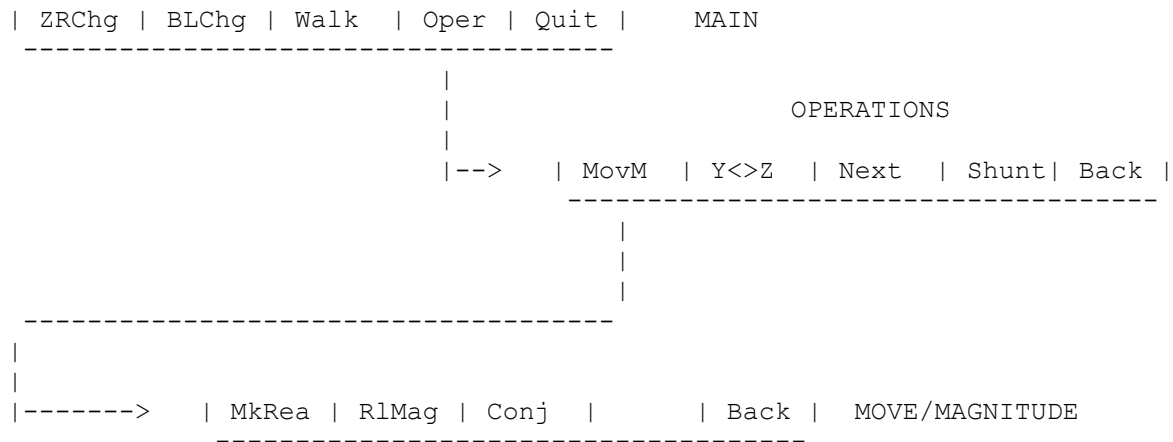 | ZRChg | BLChg | Walk | Oper | Quit | MAIN
OPERATIONS
|--> | MovM | Y<>Z | Next | Shunt| Back |
|-------> | MkRea | RlMag | Conj | | Back | MOVE/MAGNITUDE